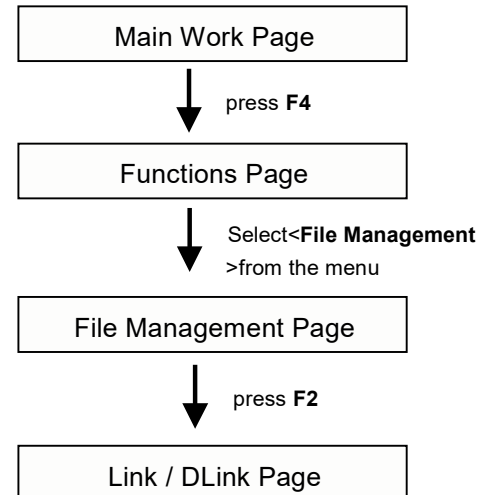 Main Work Page
press F4
Functions Page
Select<File Management
>from the menu
File Management Page
press F2
Link / DLink Page